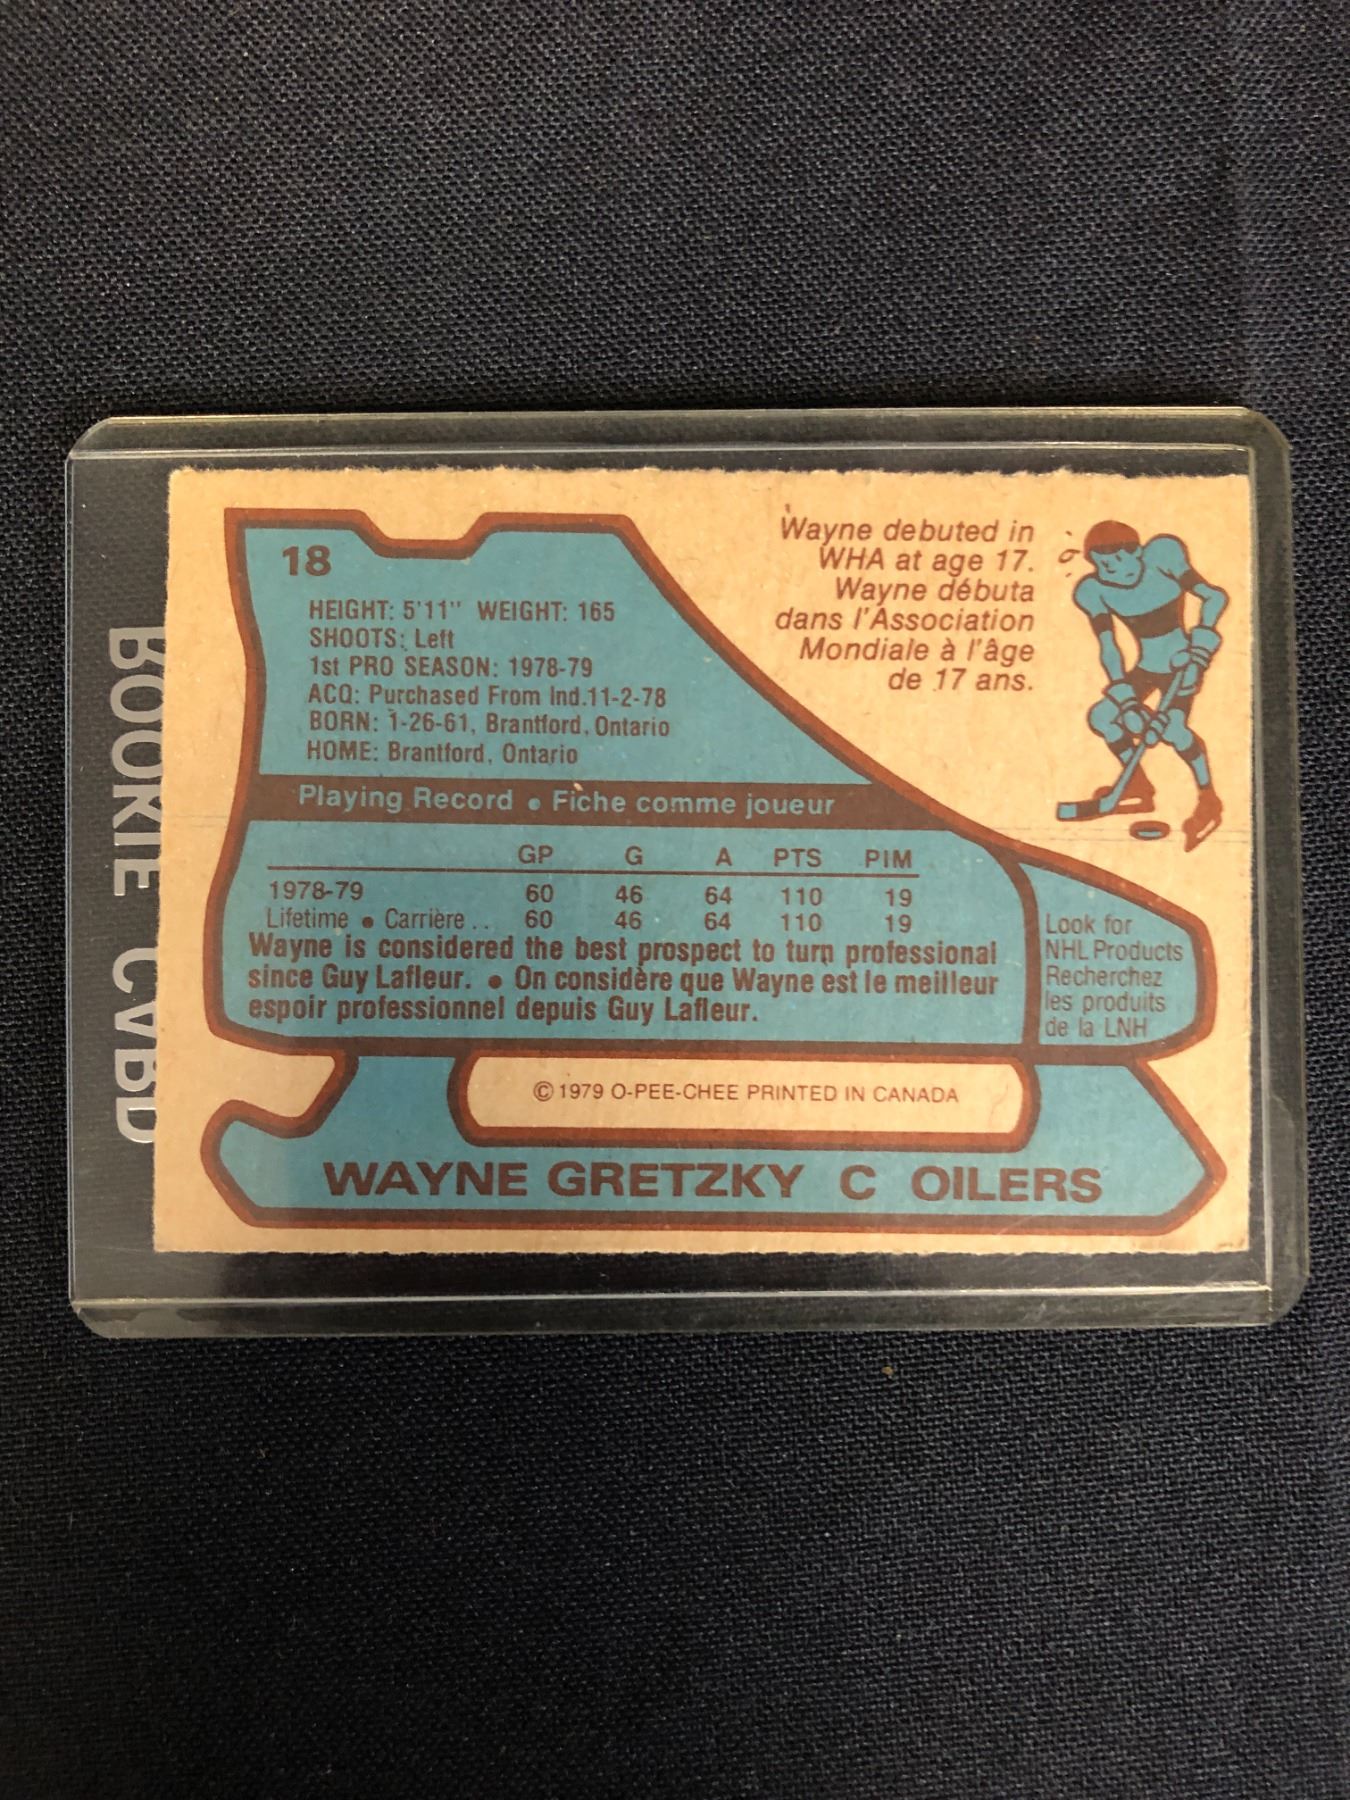 18
HEIGHT: 5'11" WEIGHT: 165
SHOOTS: Left
1st PRO SEASON: 1978-79
ACQ: Purchased From Ind.11-2-78
BORN: 1-26-61, Brantford, Ontario
HOME: Brantford, Ontario
Wayne debuted in
WHA at age 17.
Wayne débuta
dans l'Association
Mondiale à l'âge
de 17 ans.
Playing Record • Fiche comme joueur
GP G A PTS PIM
1978-79 60 46 64 110 19
Lifetime • Carrière .. 60 46 64 110 19
Wayne is considered the best prospect to turn professional
since Guy Lafleur. • On considère que Wayne est le meilleur
espoir professionnel depuis Guy Lafleur.
Look for
NHL Products
Recherchez
les produits
de la LNH
© 1979 O-PEE-CHEE PRINTED IN CANADA
WAYNE GRETZKY C OILERS
ROOKIE CARD